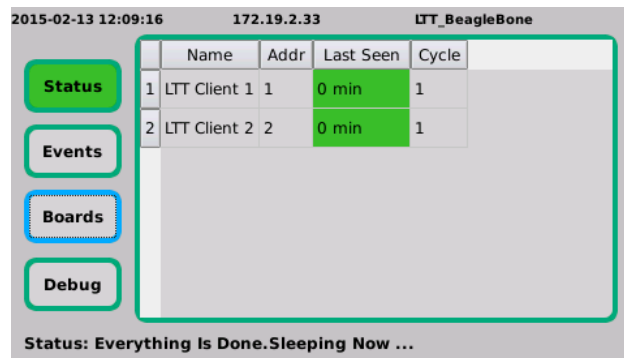 2015-02-13 12:09:16 172.19.2.33 LTT_BeagleBone
Name Addr Last Seen Cycle
Status
1 LTT Client 1 1 0 min 1
2 LTT Client 2 2 0 min 1
Events
Boards
Debug
Status: Everything Is Done.Sleeping Now ...